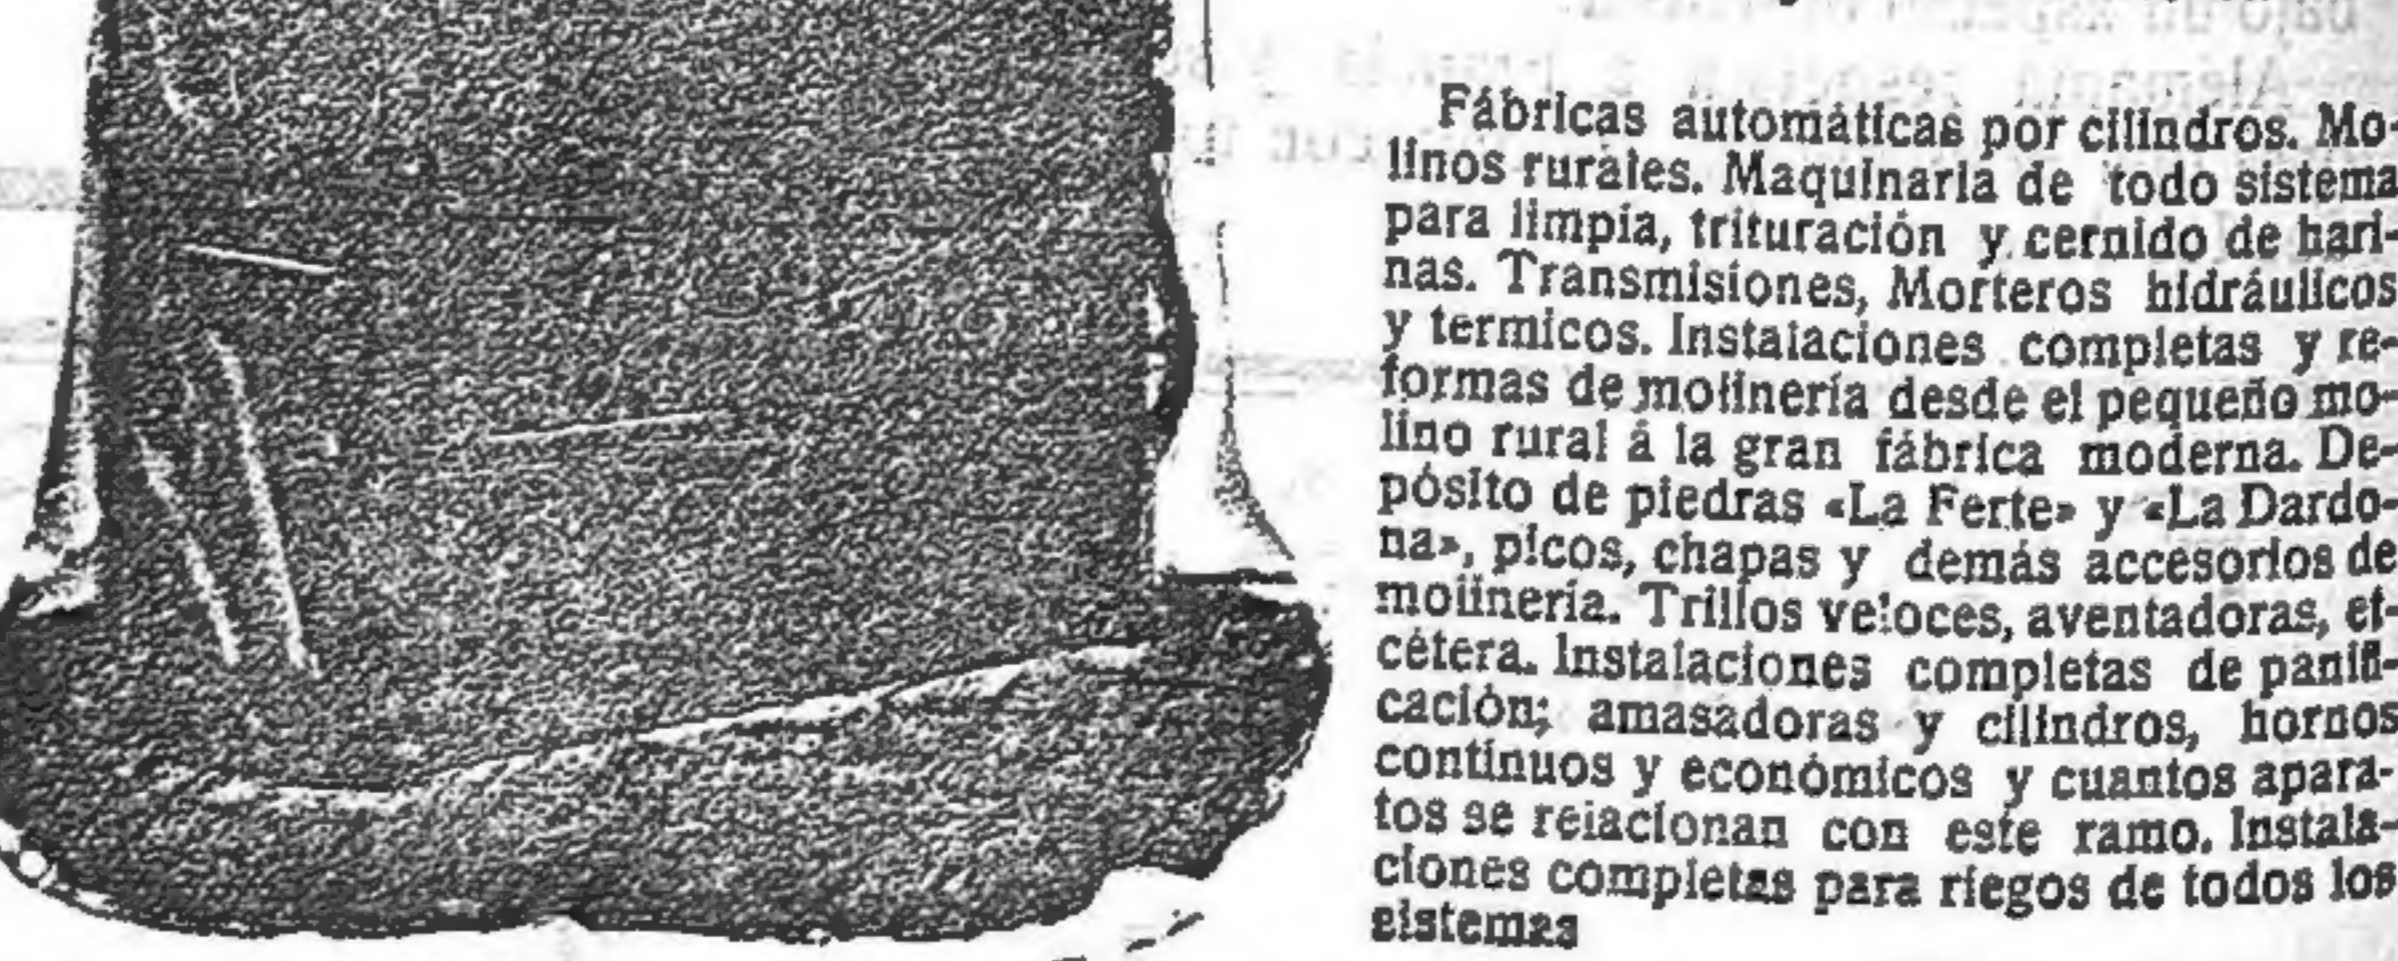 Fábricas automáticas por cilindros. Mo-
linos rurales. Maquinaria de todo sistema
para limpia, trituración y cernido de hari-
nas. Transmisiones, Morteros hidráulicos
y termicos. Instalaciones completas y re-
formas de molinería desde el pequeño mo-
lino rural á la gran fábrica moderna. De-
pósito de piedras «La Ferte» y «La Dardo-
na», picos, chapas y demás accesorios de
molinería. Trillos veloces, aventadoras, et-
cétera. Instalaciones completas de panifi-
cación; amasadoras y cilindros, hornos
contínuos y económicos y cuantos apara-
tos se relacionan con este ramo. Instala-
ciones completas para riegos de todos los
sistemas